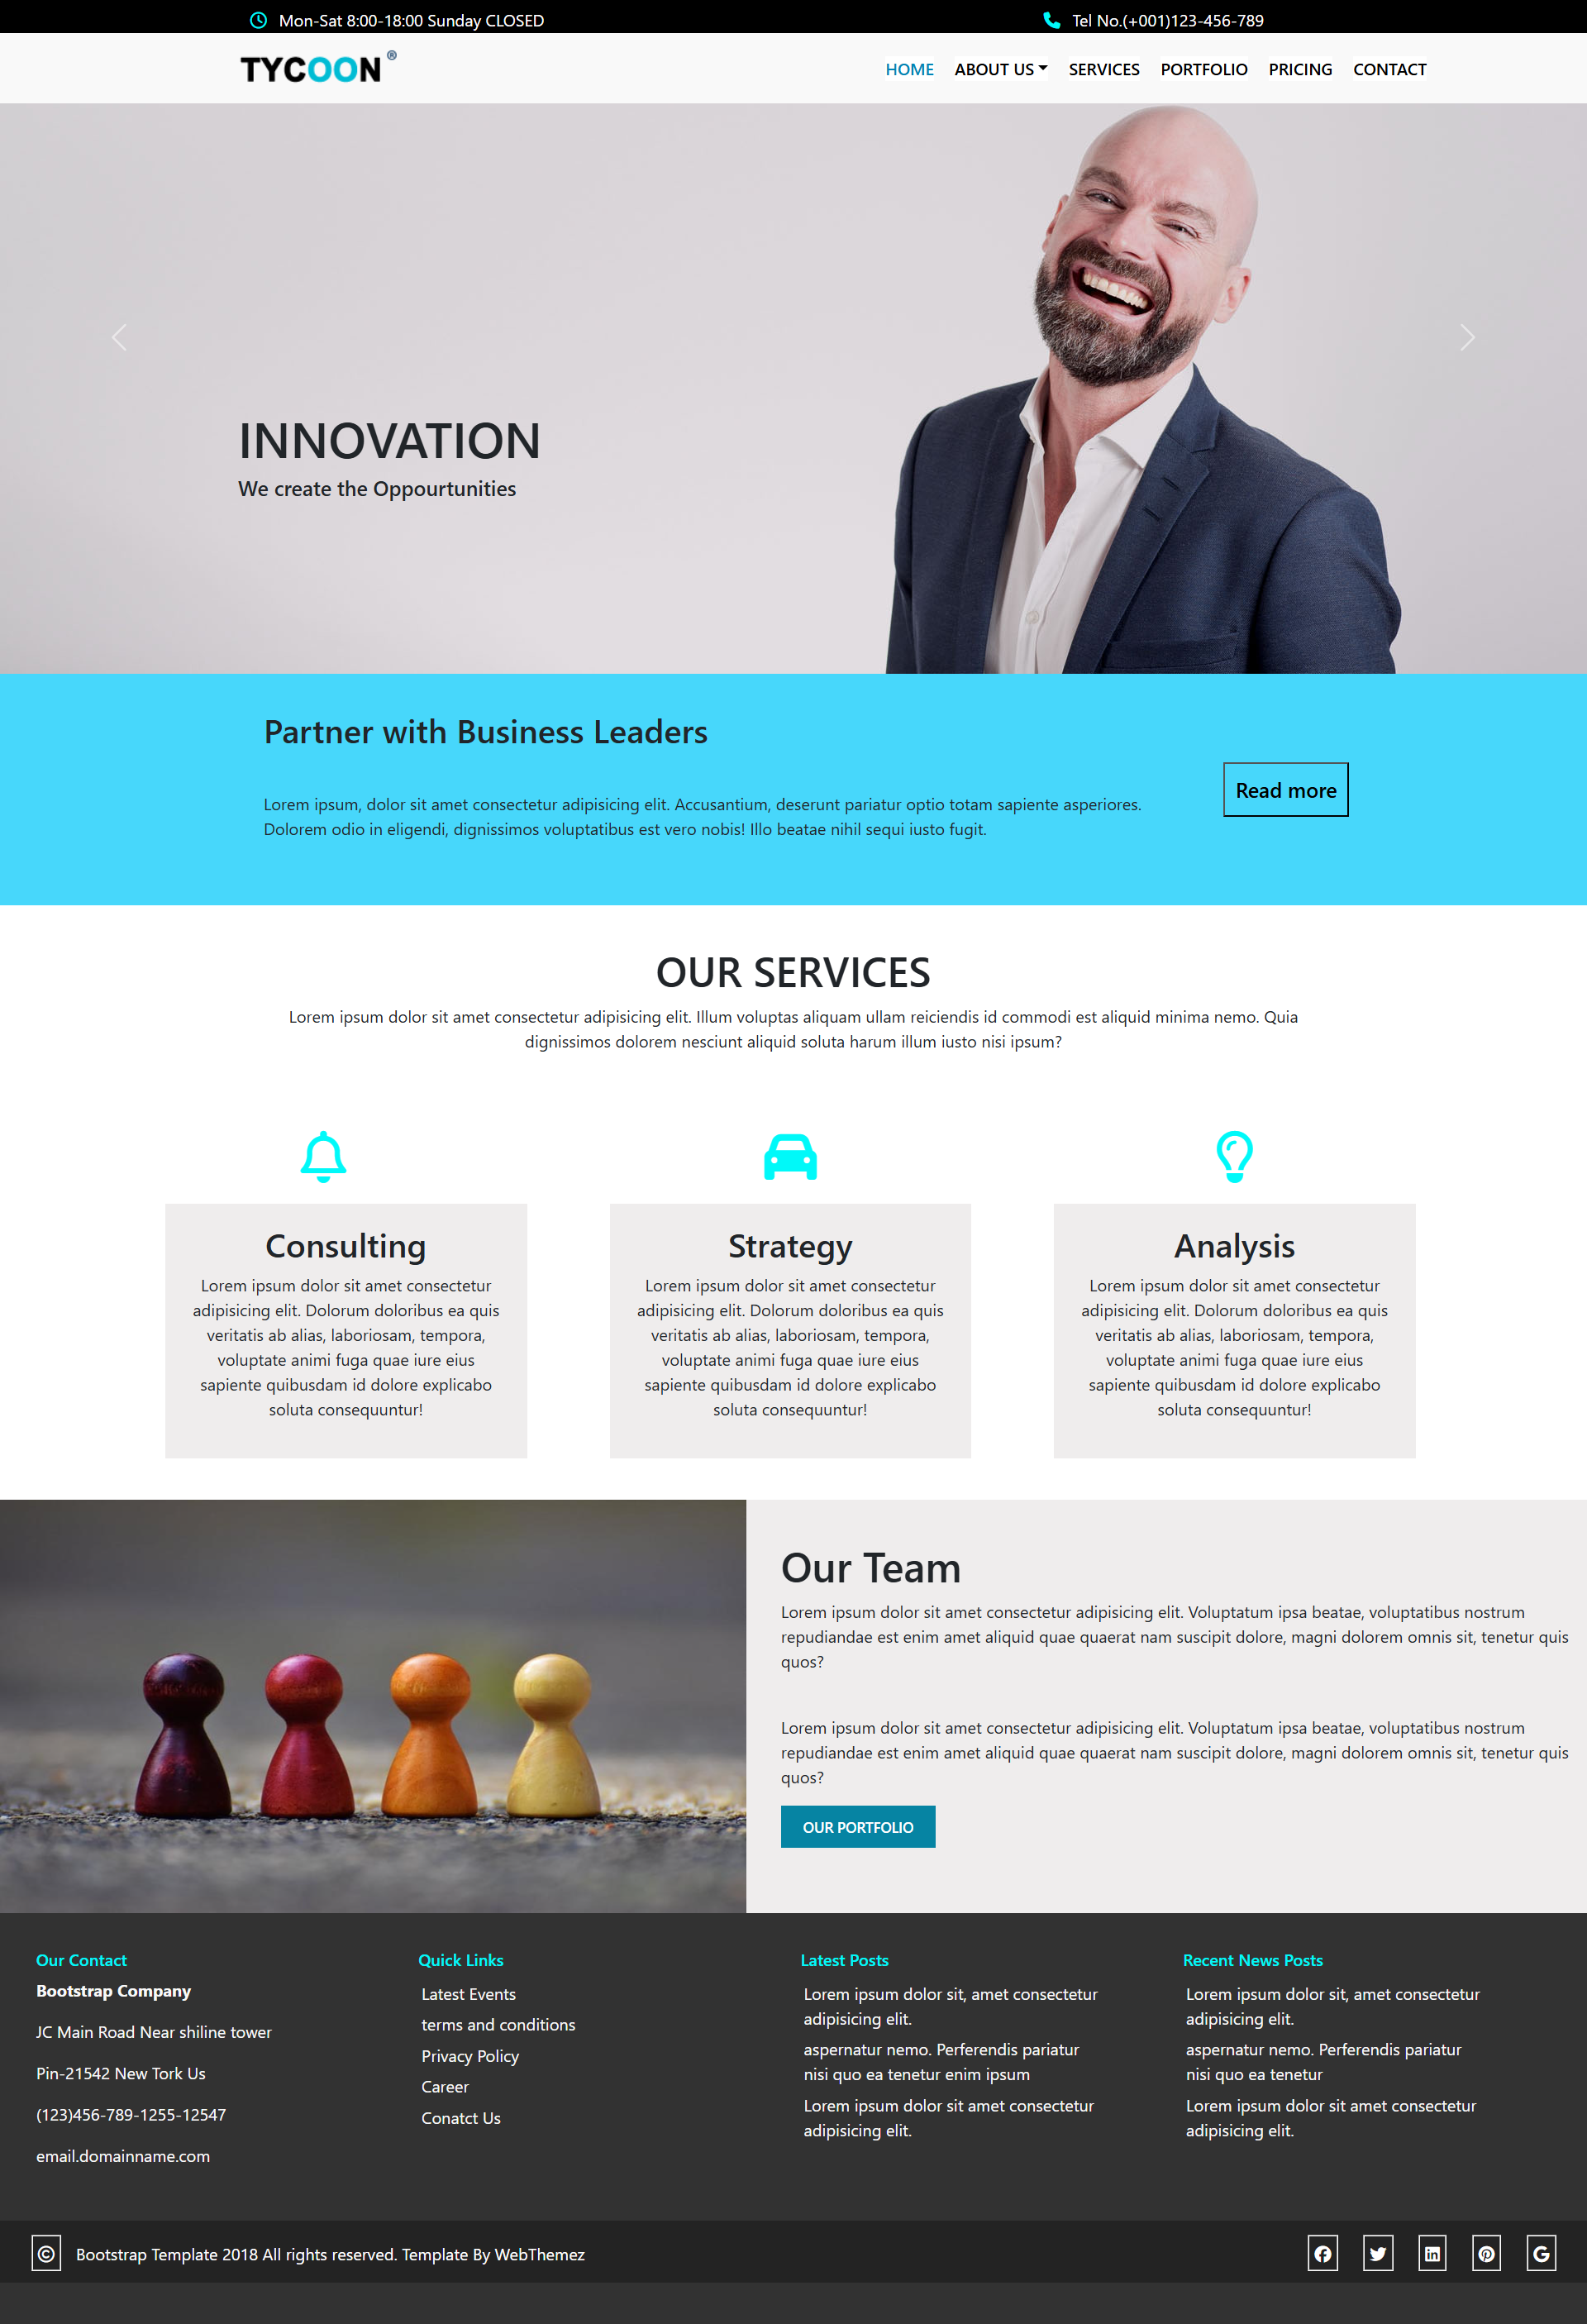 Mon-Sat 8:00-18:00 Sunday CLOSED
Tel No.(+001)123-456-789
TYCOON ®
HOME ABOUT US SERVICES PORTFOLIO PRICING CONTACT
INNOVATION
We create the Oppourtunities
Partner with Business Leaders
Lorem ipsum, dolor sit amet consectetur adipisicing elit. Accusantium, deserunt pariatur optio totam sapiente asperiores.
Dolorem odio in eligendi, dignissimos voluptatibus est vero nobis! Illo beatae nihil sequi iusto fugit.
Read more
OUR SERVICES
Lorem ipsum dolor sit amet consectetur adipisicing elit. Illum voluptas aliquam ullam reiciendis id commodi est aliquid minima nemo. Quia
dignissimos dolorem nesciunt aliquid soluta harum illum iusto nisi ipsum?
Consulting
Lorem ipsum dolor sit amet consectetur
adipisicing elit. Dolorum doloribus ea quis
veritatis ab alias, laboriosam, tempora,
voluptate animi fuga quae iure eius
sapiente quibusdam id dolore explicabo
soluta consequuntur!
Strategy
Lorem ipsum dolor sit amet consectetur
adipisicing elit. Dolorum doloribus ea quis
veritatis ab alias, laboriosam, tempora,
voluptate animi fuga quae iure eius
sapiente quibusdam id dolore explicabo
soluta consequuntur!
Analysis
Lorem ipsum dolor sit amet consectetur
adipisicing elit. Dolorum doloribus ea quis
veritatis ab alias, laboriosam, tempora,
voluptate animi fuga quae iure eius
sapiente quibusdam id dolore explicabo
soluta consequuntur!
Our Team
Lorem ipsum dolor sit amet consectetur adipisicing elit. Voluptatum ipsa beatae, voluptatibus nostrum
repudiandae est enim amet aliquid quae quaerat nam suscipit dolore, magni dolorem omnis sit, tenetur quis
quos?
Lorem ipsum dolor sit amet consectetur adipisicing elit. Voluptatum ipsa beatae, voluptatibus nostrum
repudiandae est enim amet aliquid quae quaerat nam suscipit dolore, magni dolorem omnis sit, tenetur quis
quos?
OUR PORTFOLIO
Our Contact
Bootstrap Company
JC Main Road Near shiline tower
Pin-21542 New Tork Us
(123)456-789-1255-12547
email.domainname.com
Quick Links
Latest Events
terms and conditions
Privacy Policy
Career
Conatct Us
Latest Posts
Lorem ipsum dolor sit, amet consectetur
adipisicing elit.
aspernatur nemo. Perferendis pariatur
nisi quo ea tenetur enim ipsum
Lorem ipsum dolor sit amet consectetur
adipisicing elit.
Recent News Posts
Lorem ipsum dolor sit, amet consectetur
adipisicing elit.
aspernatur nemo. Perferendis pariatur
nisi quo ea tenetur
Lorem ipsum dolor sit amet consectetur
adipisicing elit.
© Bootstrap Template 2018 All rights reserved. Template By WebThemez